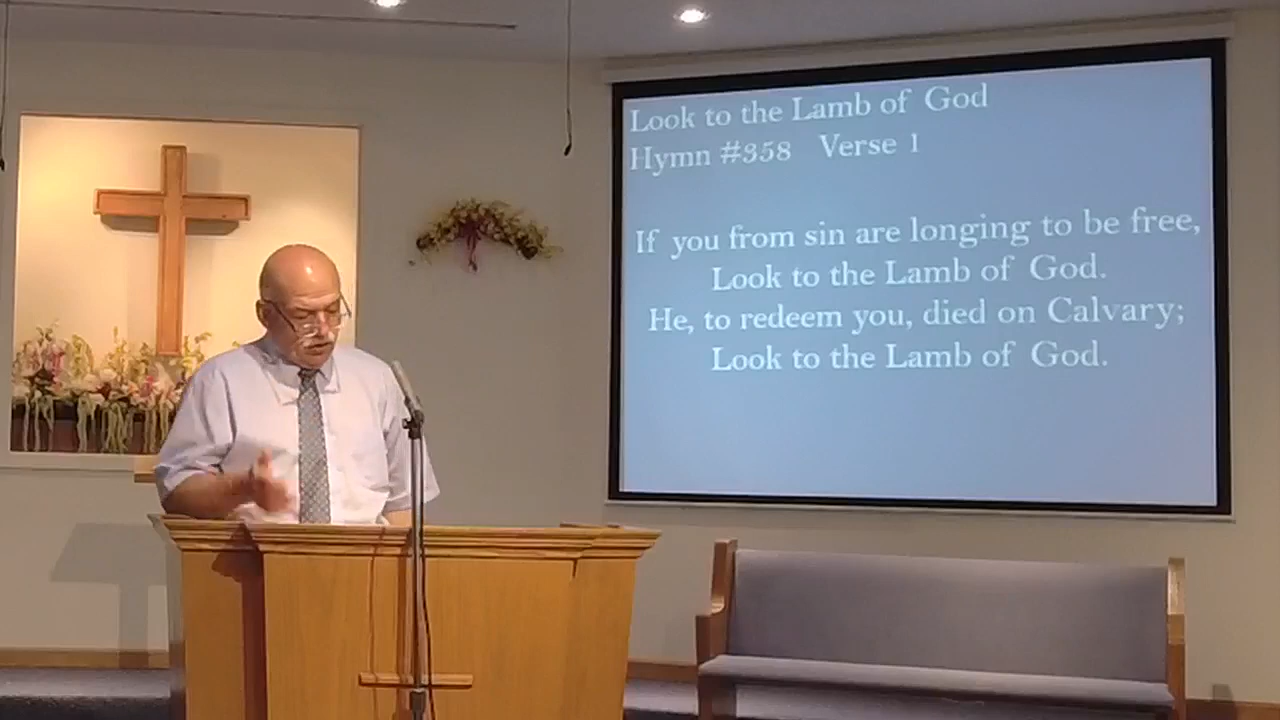 Look to the Lamb of God
Hymn #358 Verse 1
If you from sin are longing to be free,
Look to the Lamb of God.
He, to redeem you, died on Calvary;
Look to the Lamb of God.